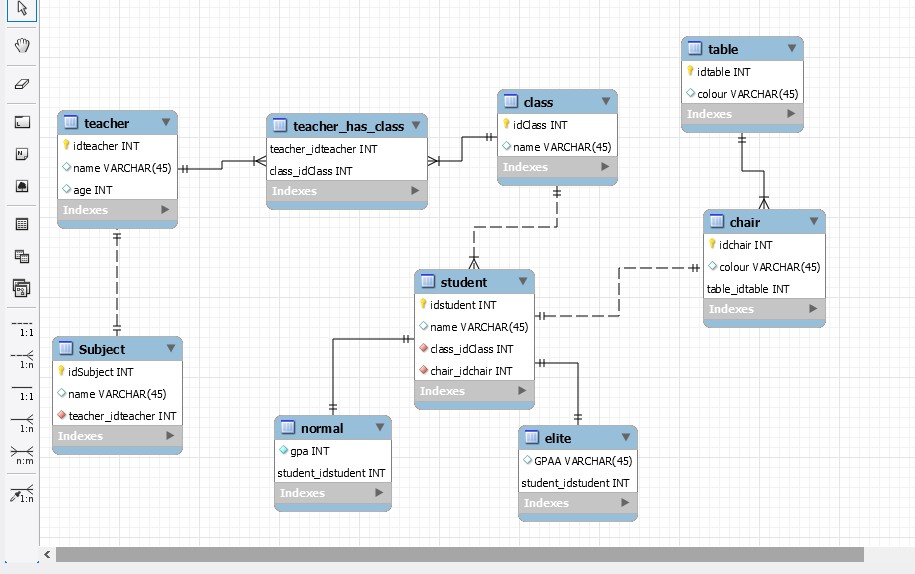 table
idtable INT
colour VARCHAR(45)
Indexes
teacher
idteacher INT
name VARCHAR(45)
age INT
Indexes
teacher_has_class
teacher_idteacher INT
class_idClass INT
Indexes
class
idClass INT
name VARCHAR(45)
Indexes
chair
idchair INT
colour VARCHAR(45)
table_idtable INT
Indexes
student
idstudent INT
name VARCHAR(45)
class_idClass INT
chair_idchair INT
Indexes
Subject
idSubject INT
name VARCHAR(45)
teacher_idteacher INT
Indexes
normal
gpa INT
student_idstudent INT
Indexes
elite
GPAA VARCHAR(45)
student_idstudent INT
Indexes
1:1
1:n
1:1
1:n
n:m
1:n